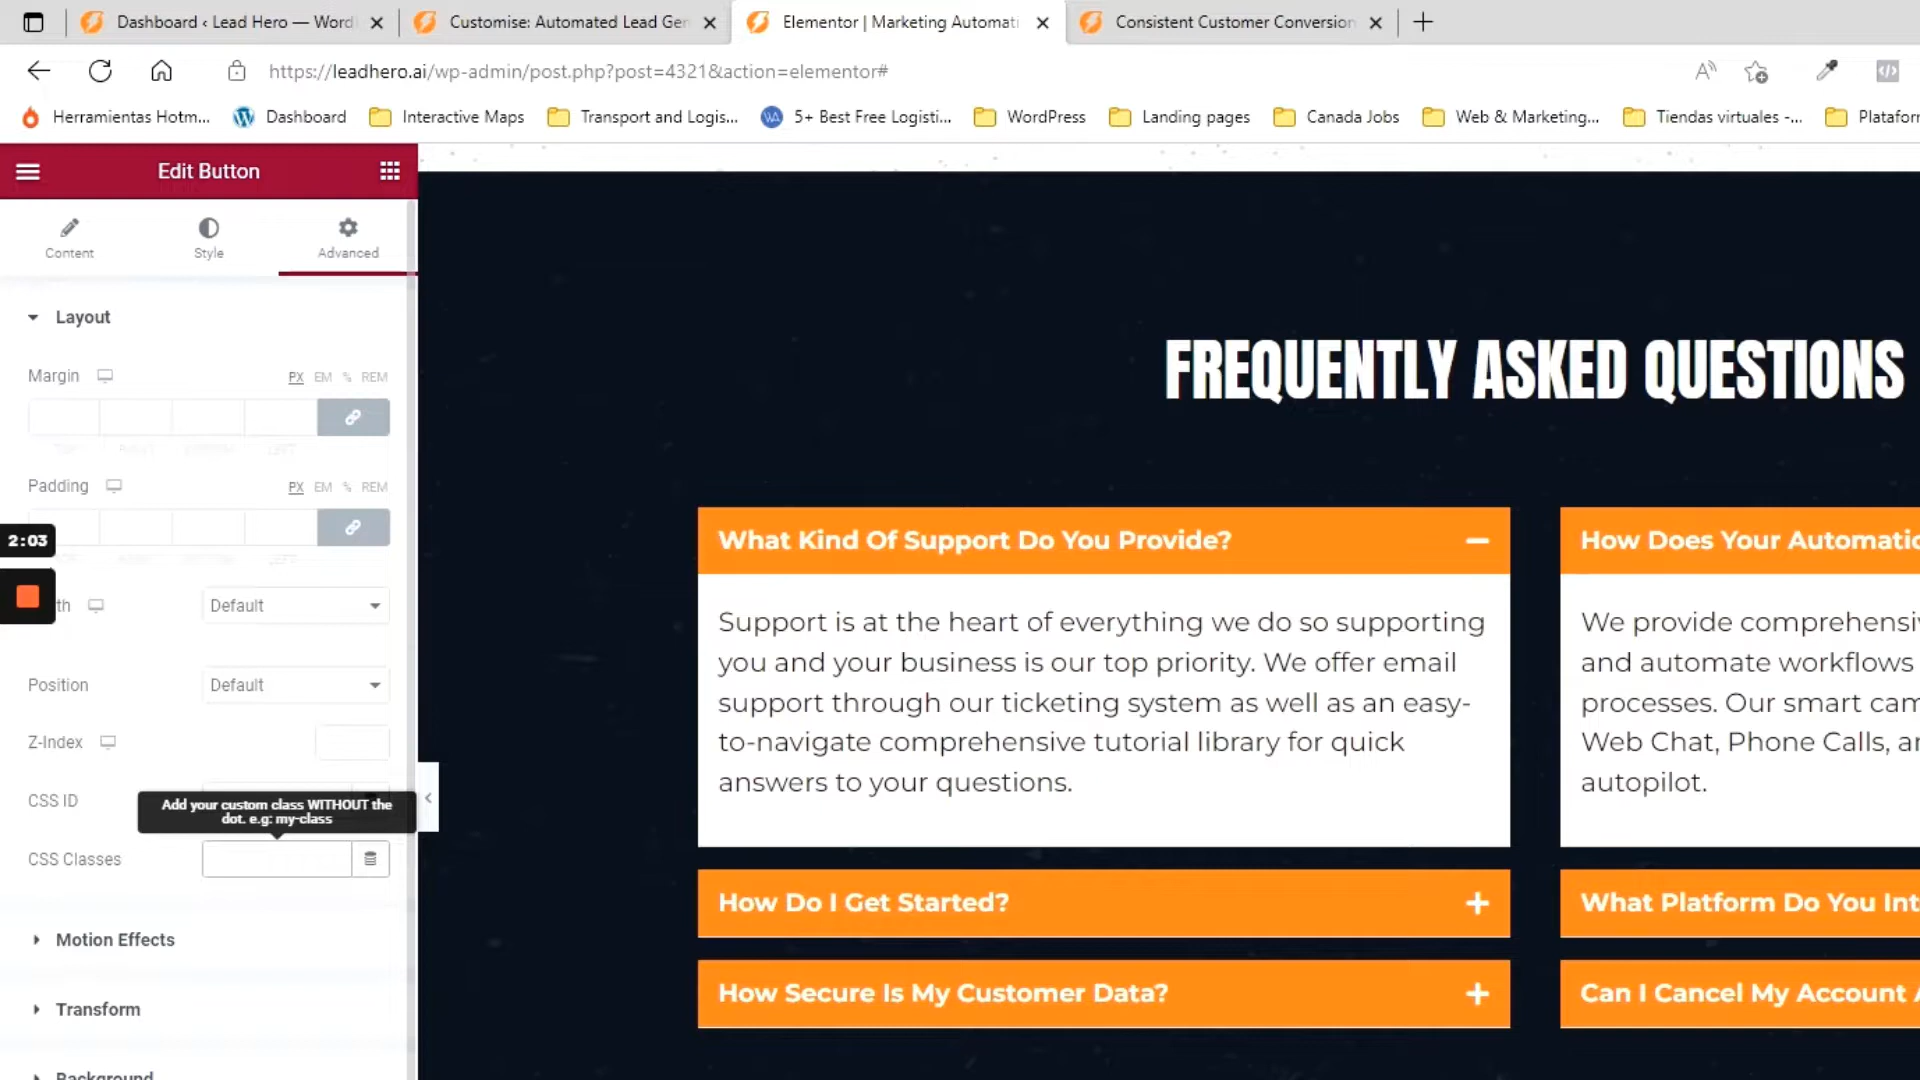 Dashboard ‹ Lead Hero — Word
Customise: Automated Lead Gen
Elementor | Marketing Automati
Consistent Customer Conversion
https://leadhero.ai/wp-admin/post.php?post=4321&action=elementor#
Herramientas Hotm...
Dashboard
Interactive Maps
Transport and Logis...
5+ Best Free Logisti...
WordPress
Landing pages
Canada Jobs
Web & Marketing...
Tiendas virtuales -...
Platafor
Edit Button
Content
Style
Advanced
Layout
Margin
PX EM % REM
Padding
PX EM % REM
2:03
th
Default
Position
Default
Z-Index
CSS ID
Add your custom class WITHOUT the
dot. e.g: my-class
CSS Classes
Motion Effects
Transform
Background
FREQUENTLY ASKED QUESTIONS
What Kind Of Support Do You Provide?
Support is at the heart of everything we do so supporting
you and your business is our top priority. We offer email
support through our ticketing system as well as an easy-
to-navigate comprehensive tutorial library for quick
answers to your questions.
How Do I Get Started?
How Secure Is My Customer Data?
How Does Your Automatic
We provide comprehensiv
and automate workflows
processes. Our smart cam
Web Chat, Phone Calls, an
autopilot.
What Platform Do You Int
Can I Cancel My Account A